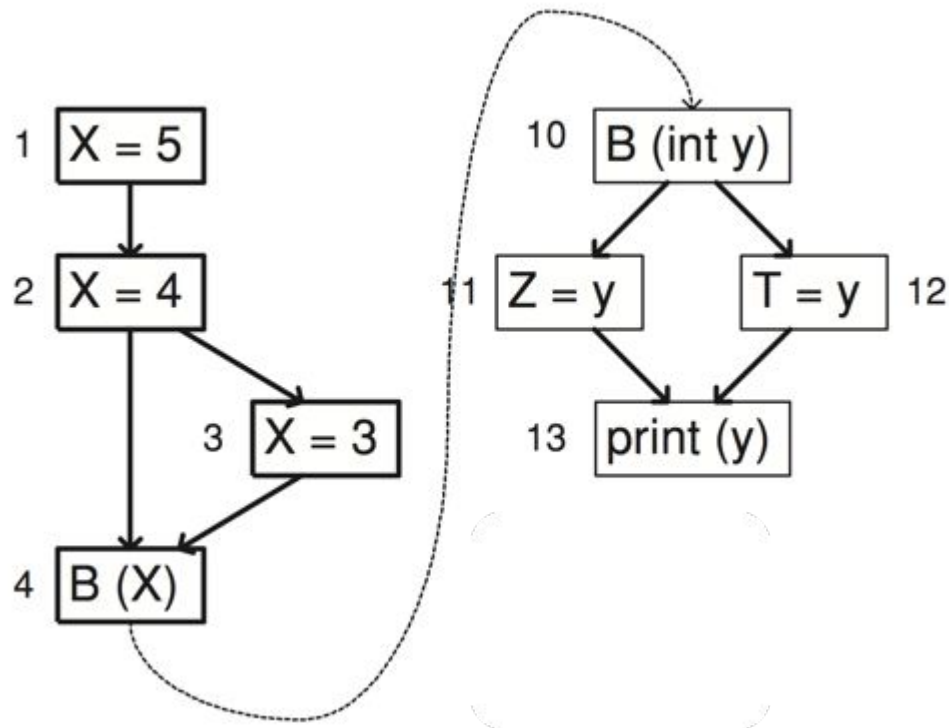 1
X = 5
2
X = 4
3
X = 3
4
B (X)
10
B (int y)
11
Z = y
T = y
12
13
print (y)